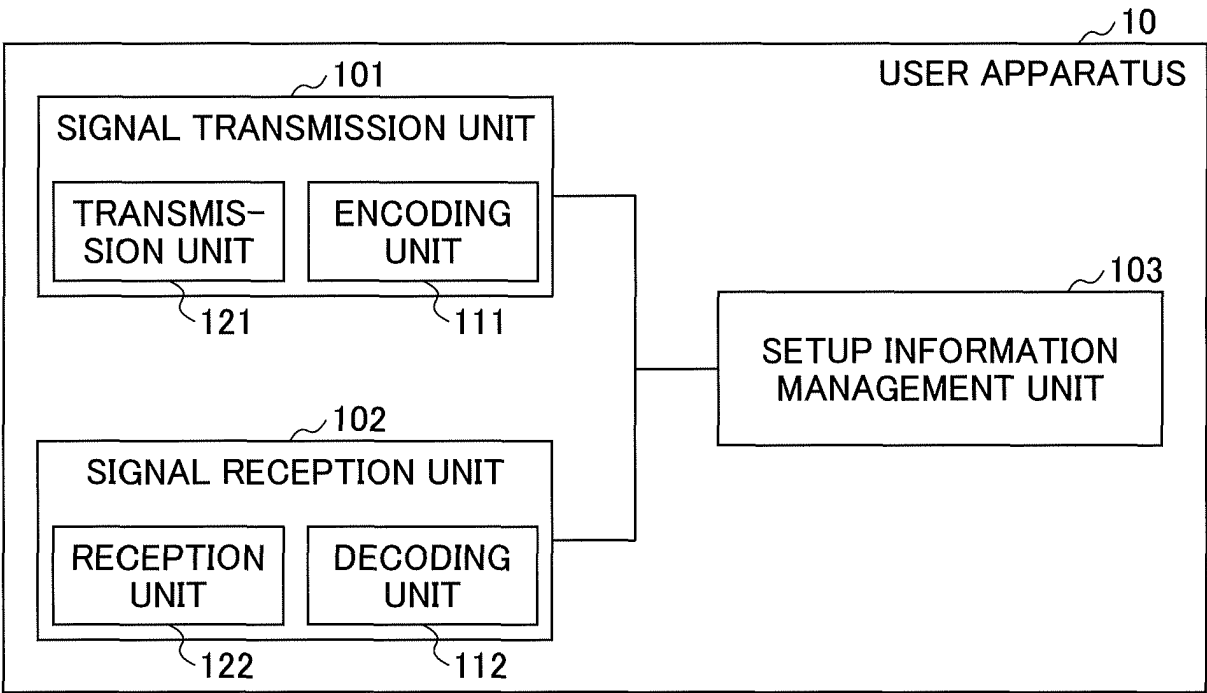 10
USER APPARATUS
101
SIGNAL TRANSMISSION UNIT
TRANSMIS-
SION UNIT
ENCODING
UNIT
121
111
103
SETUP INFORMATION
MANAGEMENT UNIT
102
SIGNAL RECEPTION UNIT
RECEPTION
UNIT
DECODING
UNIT
122
112